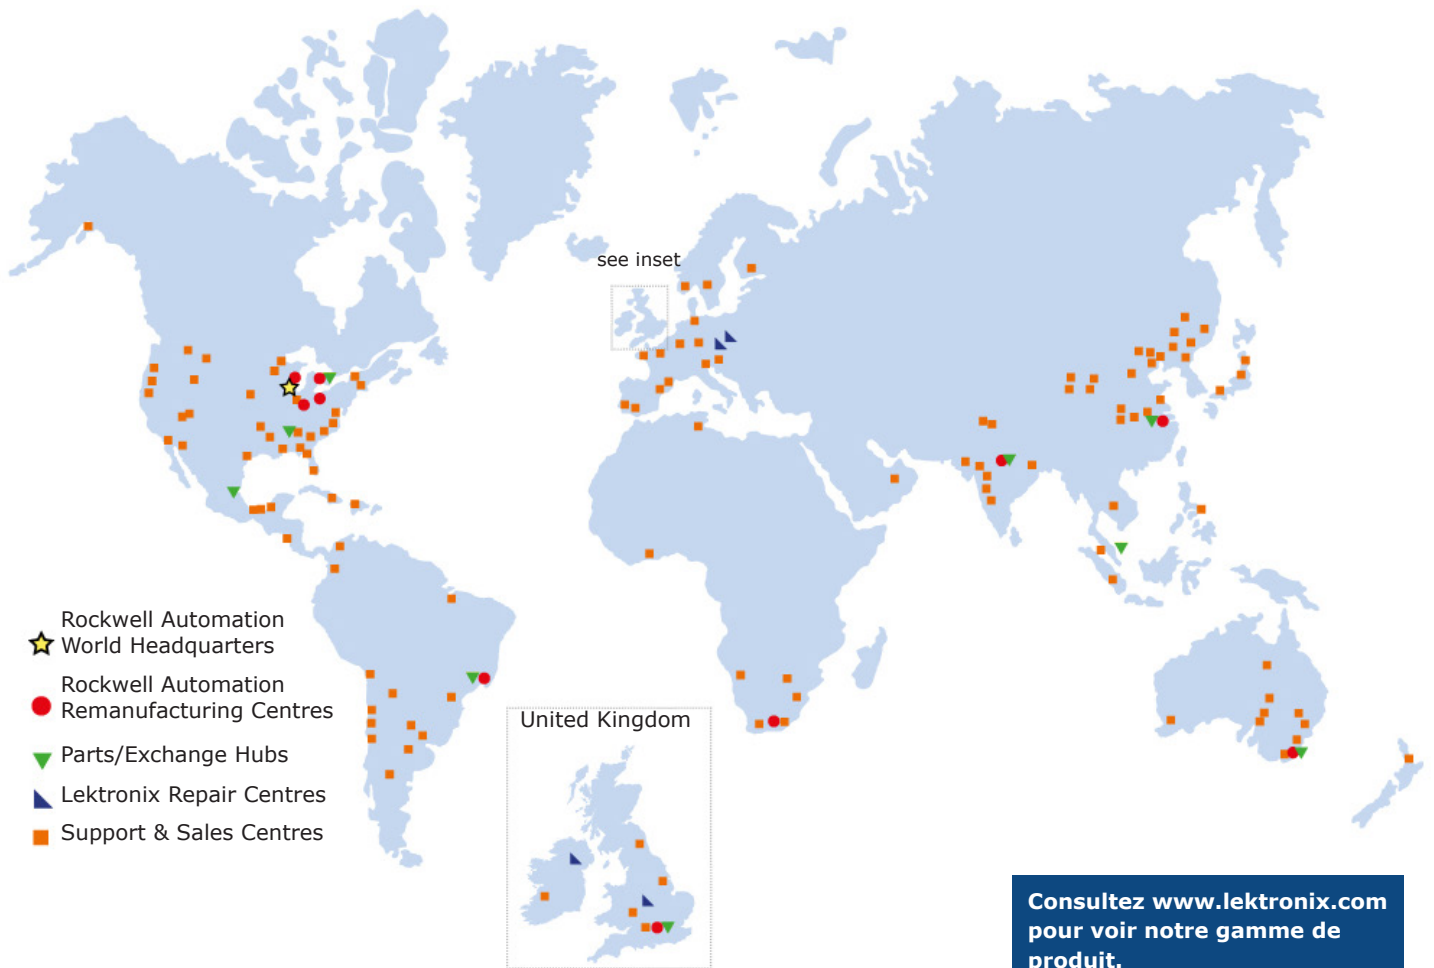 see inset
Rockwell Automation
World Headquarters
Rockwell Automation
Remanufacturing Centres
Parts/Exchange Hubs
Lektronix Repair Centres
Support & Sales Centres
United Kingdom
Consultez www.lektronix.com
pour voir notre gamme de
produit.